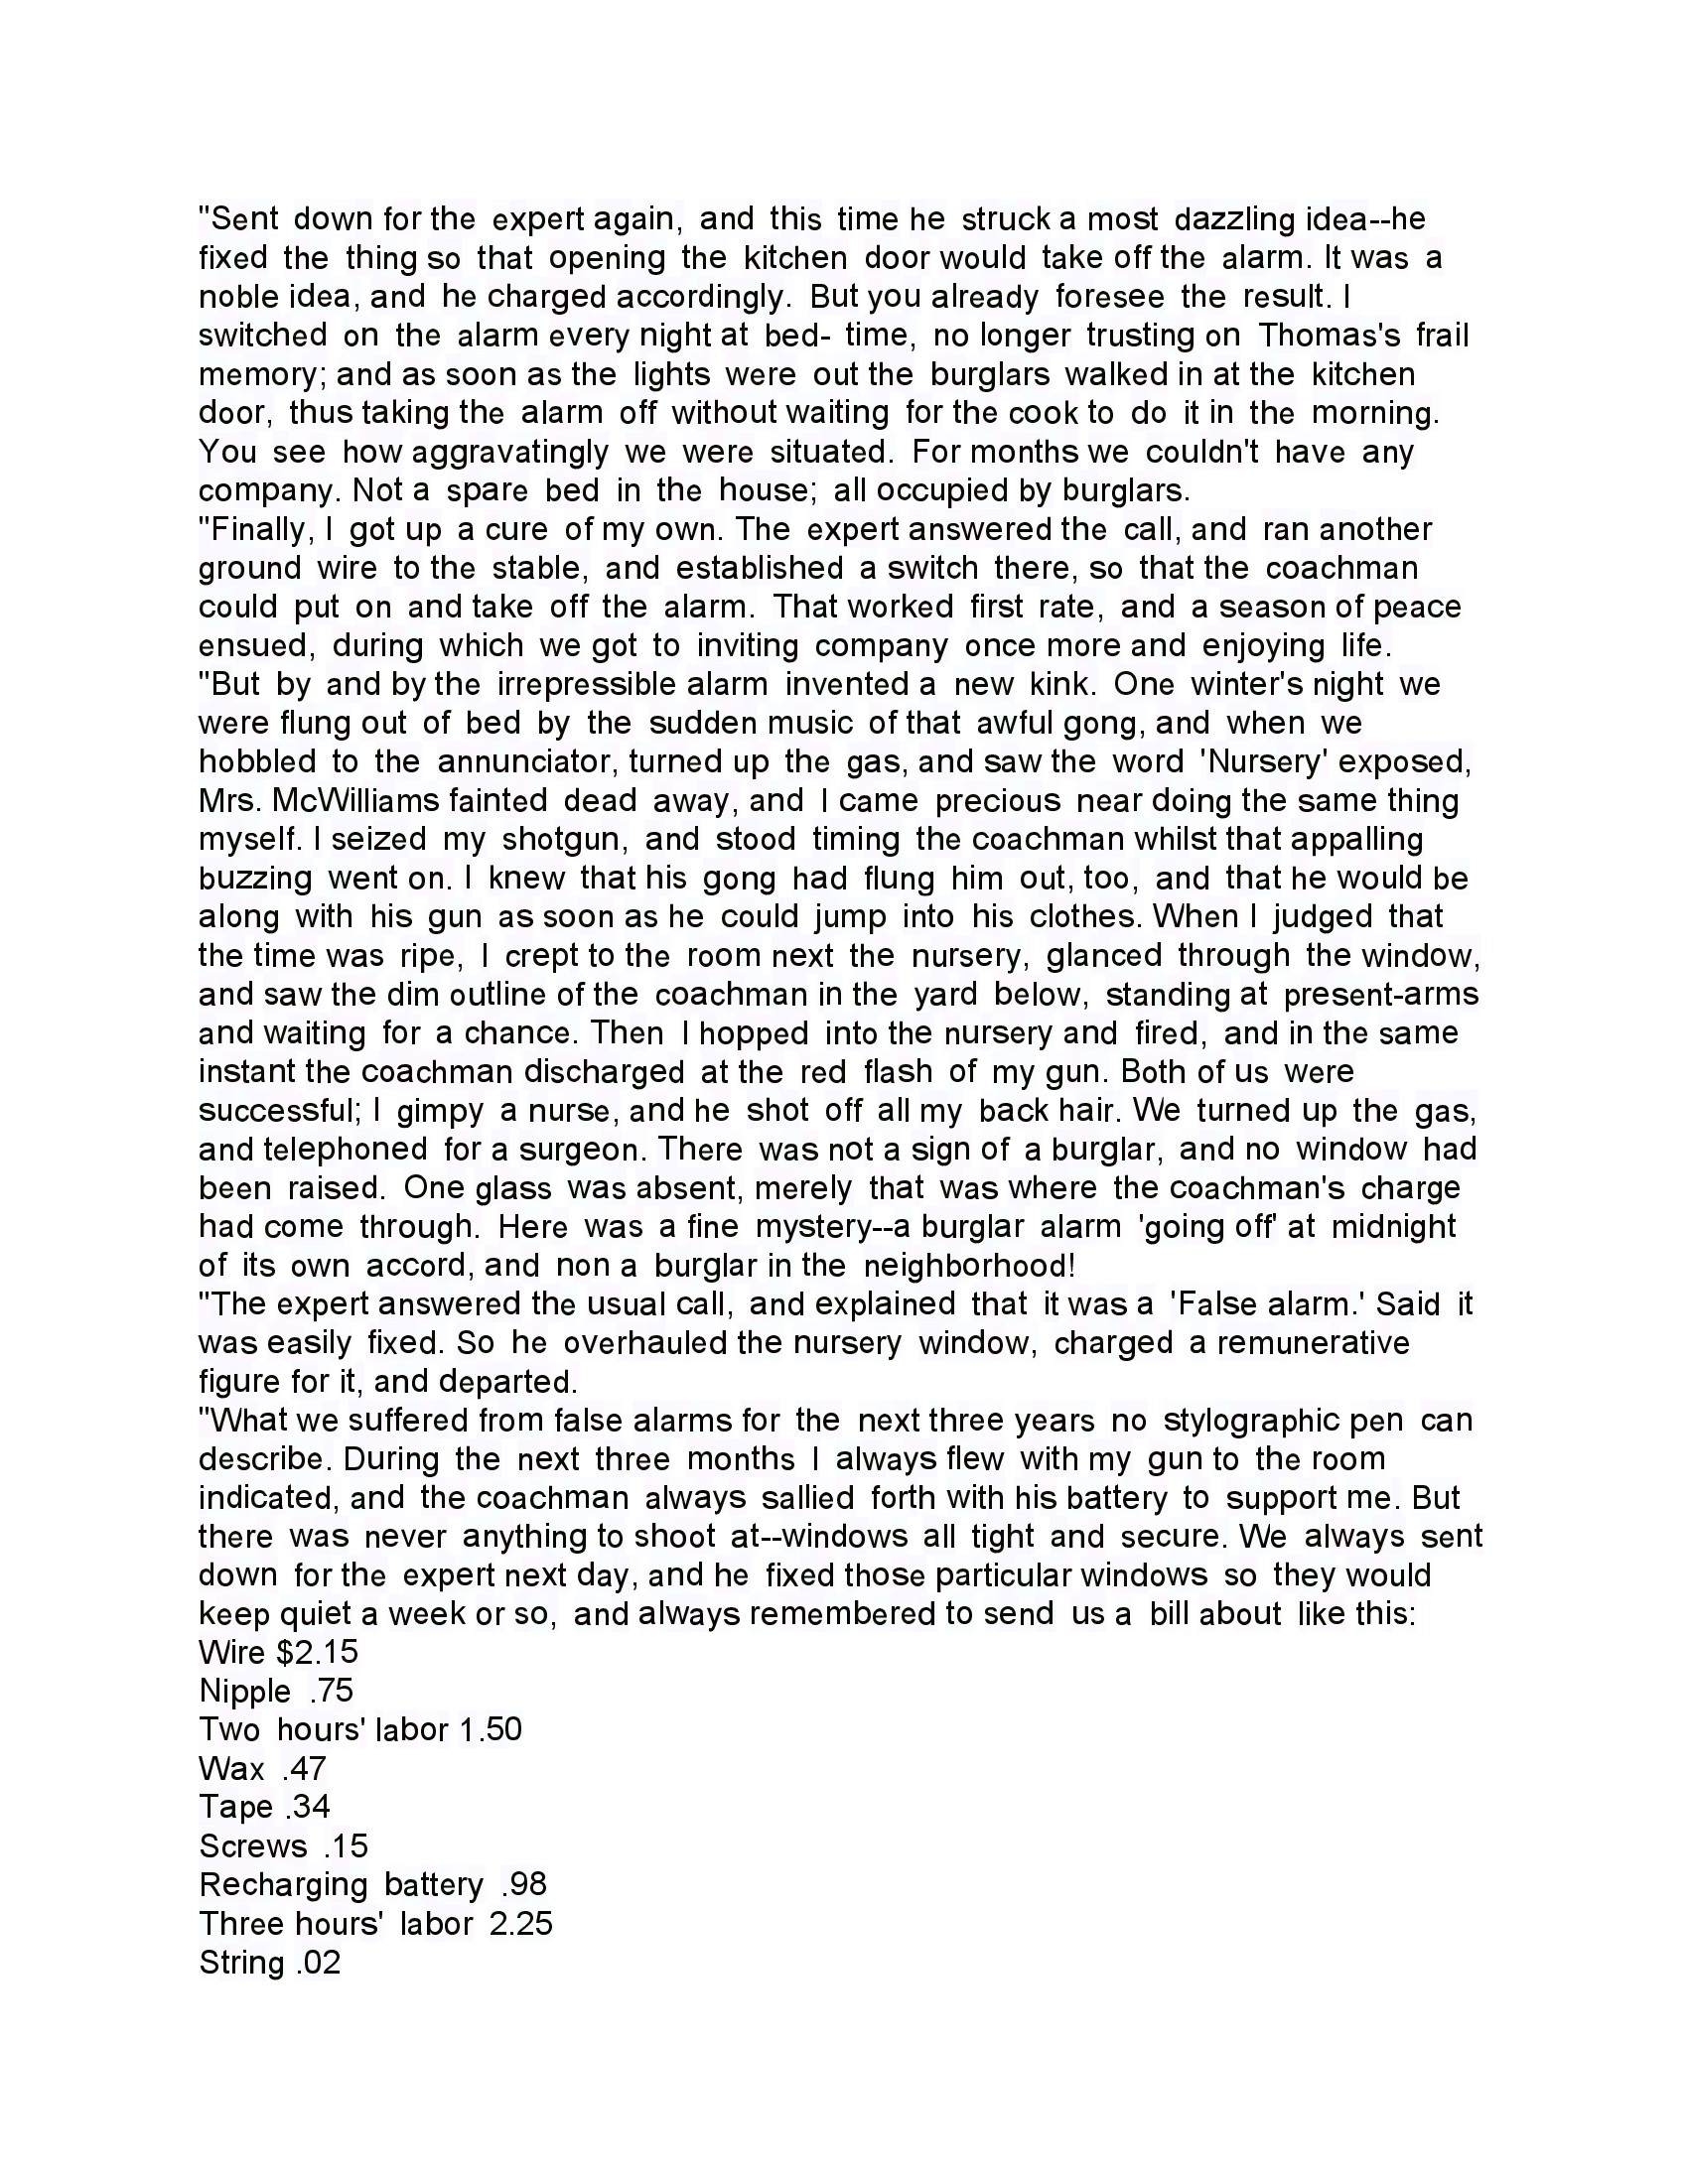 "Sent down for the expert again, and this time he struck a most dazzling idea--he
fixed the thing so that opening the kitchen door would take off the alarm. It was a
noble idea, and he charged accordingly. But you already foresee the result. I
switched on the alarm every night at bed- time, no longer trusting on Thomas's frail
memory; and as soon as the lights were out the burglars walked in at the kitchen
door, thus taking the alarm off without waiting for the cook to do it in the morning.
You see how aggravatingly we were situated. For months we couldn't have any
company. Not a spare bed in the house; all occupied by burglars.
"Finally, I got up a cure of my own. The expert answered the call, and ran another
ground wire to the stable, and established a switch there, so that the coachman
could put on and take off the alarm. That worked first rate, and a season of peace
ensued, during which we got to inviting company once more and enjoying life.
"But by and by the irrepressible alarm invented a new kink. One winter's night we
were flung out of bed by the sudden music of that awful gong, and when we
hobbled to the annunciator, turned up the gas, and saw the word 'Nursery' exposed,
Mrs. McWilliams fainted dead away, and I came precious near doing the same thing
myself. I seized my shotgun, and stood timing the coachman whilst that appalling
buzzing went on. I knew that his gong had flung him out, too, and that he would be
along with his gun as soon as he could jump into his clothes. When I judged that
the time was ripe, I crept to the room next the nursery, glanced through the window,
and saw the dim outline of the coachman in the yard below, standing at present-arms
and waiting for a chance. Then I hopped into the nursery and fired, and in the same
instant the coachman discharged at the red flash of my gun. Both of us were
successful; I gimpy a nurse, and he shot off all my back hair. We turned up the gas,
and telephoned for a surgeon. There was not a sign of a burglar, and no window had
been raised. One glass was absent, merely that was where the coachman's charge
had come through. Here was a fine mystery--a burglar alarm 'going off' at midnight
of its own accord, and non a burglar in the neighborhood!
"The expert answered the usual call, and explained that it was a 'False alarm.' Said it
was easily fixed. So he overhauled the nursery window, charged a remunerative
figure for it, and departed.
"What we suffered from false alarms for the next three years no stylographic pen can
describe. During the next three months I always flew with my gun to the room
indicated, and the coachman always sallied forth with his battery to support me. But
there was never anything to shoot at--windows all tight and secure. We always sent
down for the expert next day, and he fixed those particular windows so they would
keep quiet a week or so, and always remembered to send us a bill about like this:
Wire $2.15
Nipple .75
Two hours' labor 1.50
Wax .47
Tape .34
Screws .15
Recharging battery .98
Three hours' labor 2.25
String .02